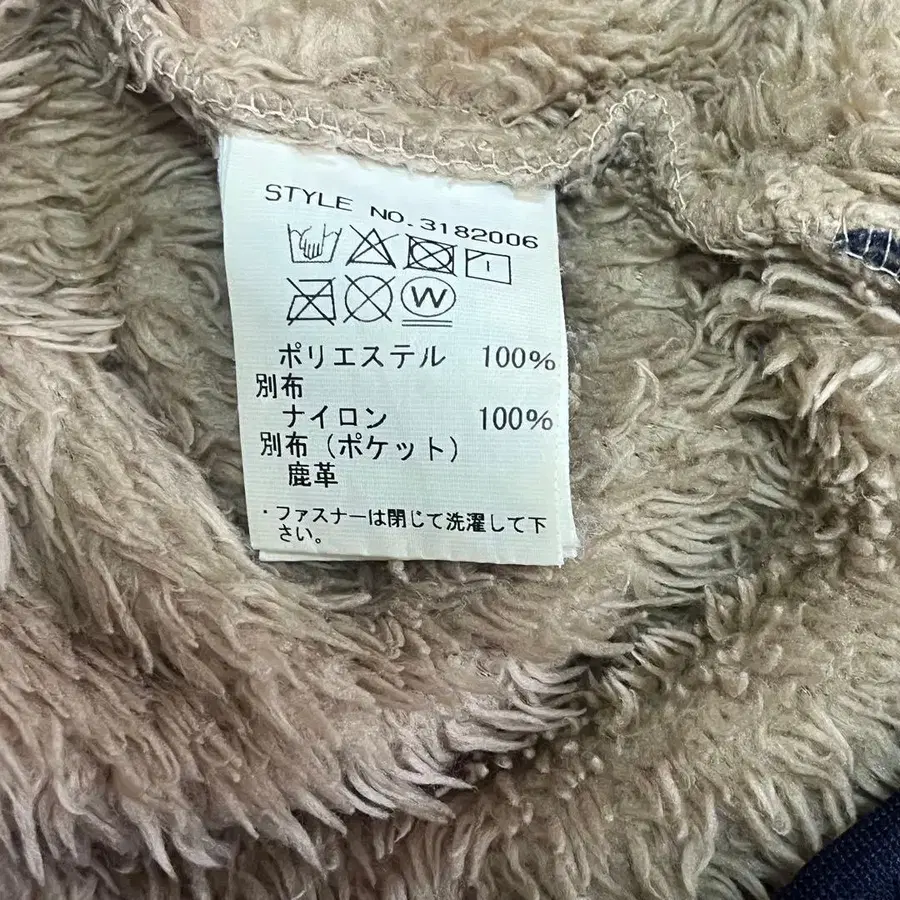 STYLE NO.3182006
W
ポリエステル 100%
別布
ナイロン 100%
別布(ポケット)
鹿革
・ファスナーは閉じて洗濯して下
さい。